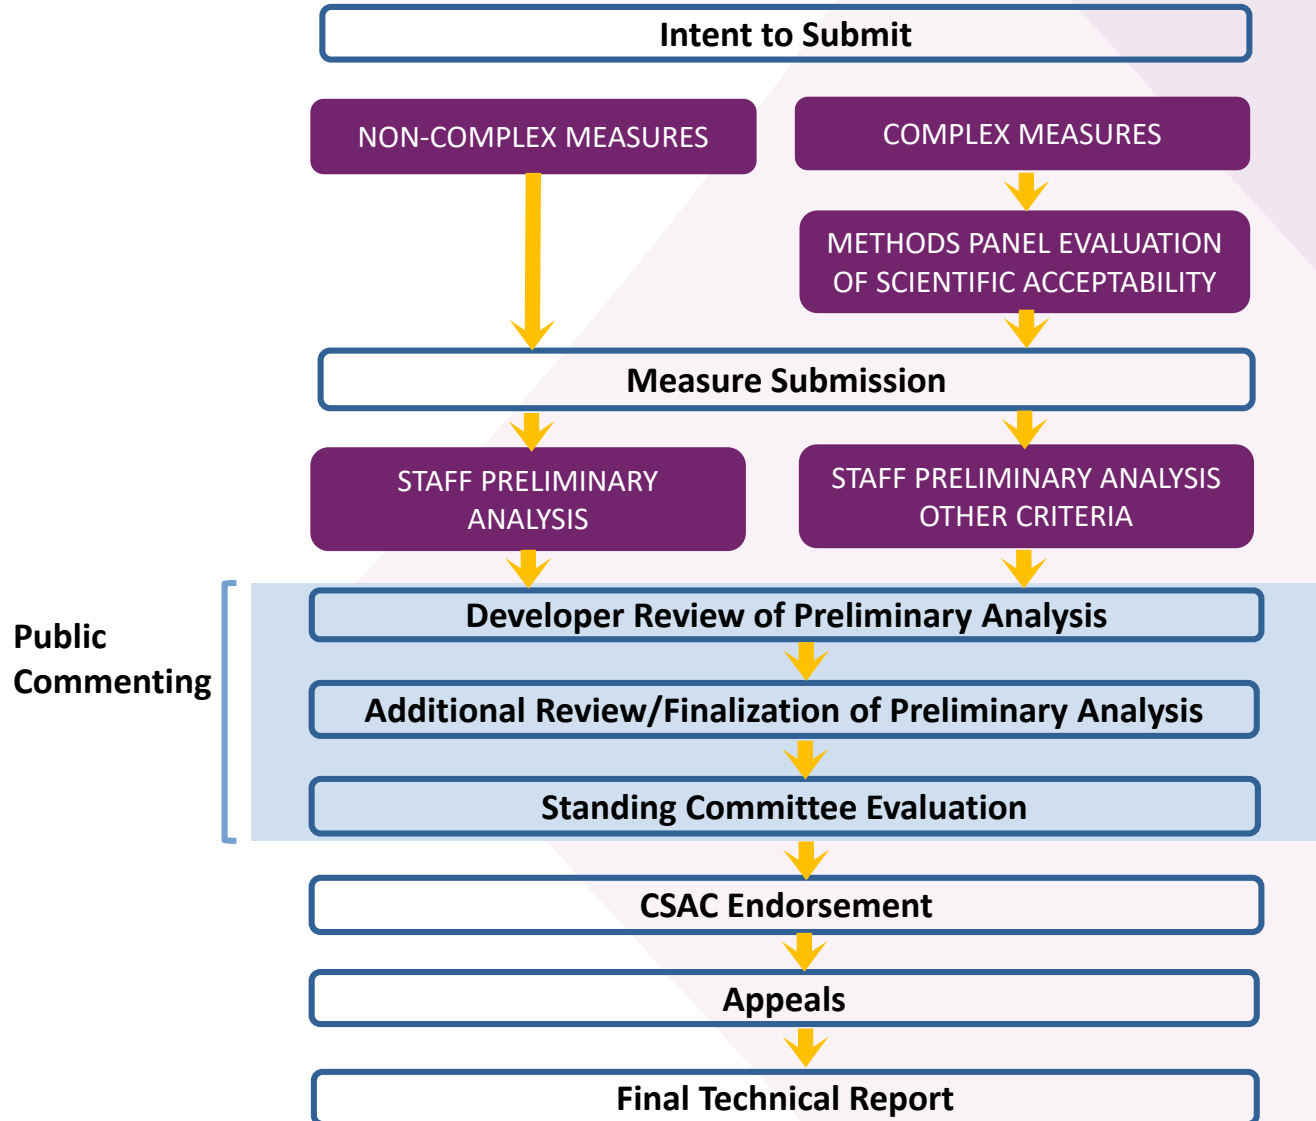 Intent to Submit
NON-COMPLEX MEASURES
COMPLEX MEASURES
METHODS PANEL EVALUATION
OF SCIENTIFIC ACCEPTABILITY
Measure Submission
STAFF PRELIMINARY
ANALYSIS
STAFF PRELIMINARY ANALYSIS
OTHER CRITERIA
Public
Commenting
Developer Review of Preliminary Analysis
Additional Review/Finalization of Preliminary Analysis
Standing Committee Evaluation
CSAC Endorsement
Appeals
Final Technical Report